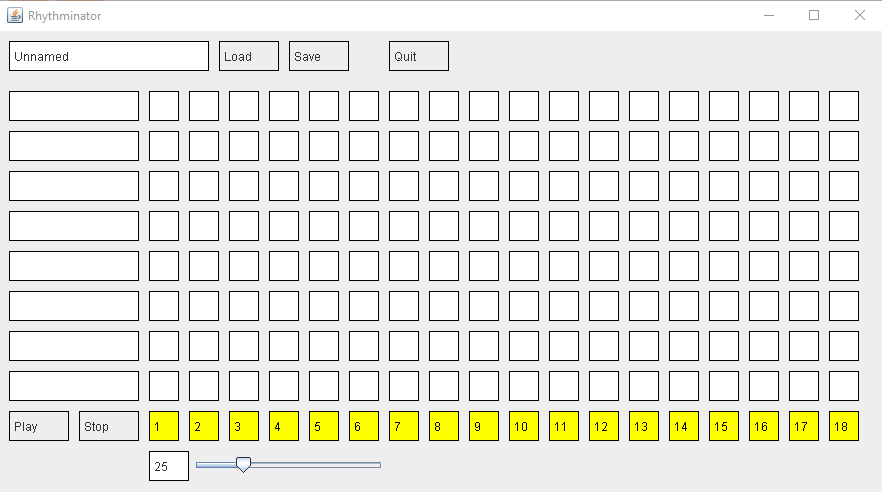 Rhythminator
Unnamed Load Save Quit
Play Stop 1 2 3 4 5 6 7 8 9 10 11 12 13 14 15 16 17 18
25